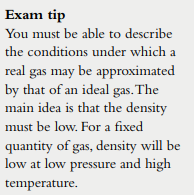 Exam tip
You must be able to describe
the conditions under which a
real gas may be approximated
by that of an ideal gas.The
main idea is that the density
must be low. For a fixed
quantity of gas, density will be
low at low pressure and high
temperature.